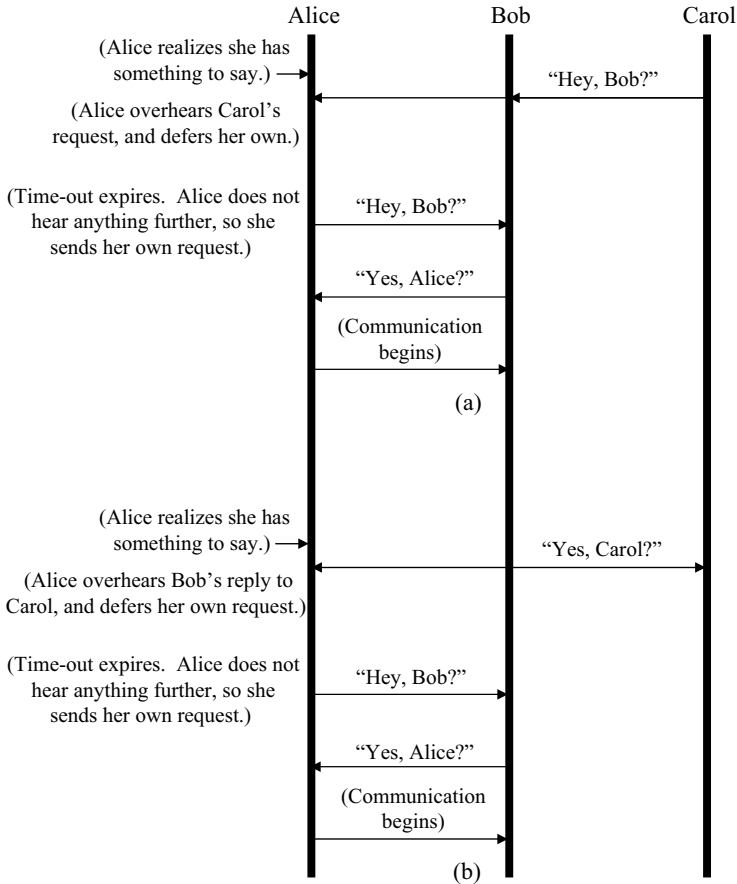 Alice Bob Carol
(Alice realizes she has
something to say.)
“Hey, Bob?”
(Alice overhears Carol’s
request, and defers her own.)
(Time-out expires. Alice does not
hear anything further, so she
sends her own request.)
“Hey, Bob?”
“Yes, Alice?”
(Communication
begins)
(a)
(Alice realizes she has
something to say.)
“Yes, Carol?”
(Alice overhears Bob’s reply to
Carol, and defers her own request.)
(Time-out expires. Alice does not
hear anything further, so she
sends her own request.)
“Hey, Bob?”
“Yes, Alice?”
(Communication
begins)
(b)